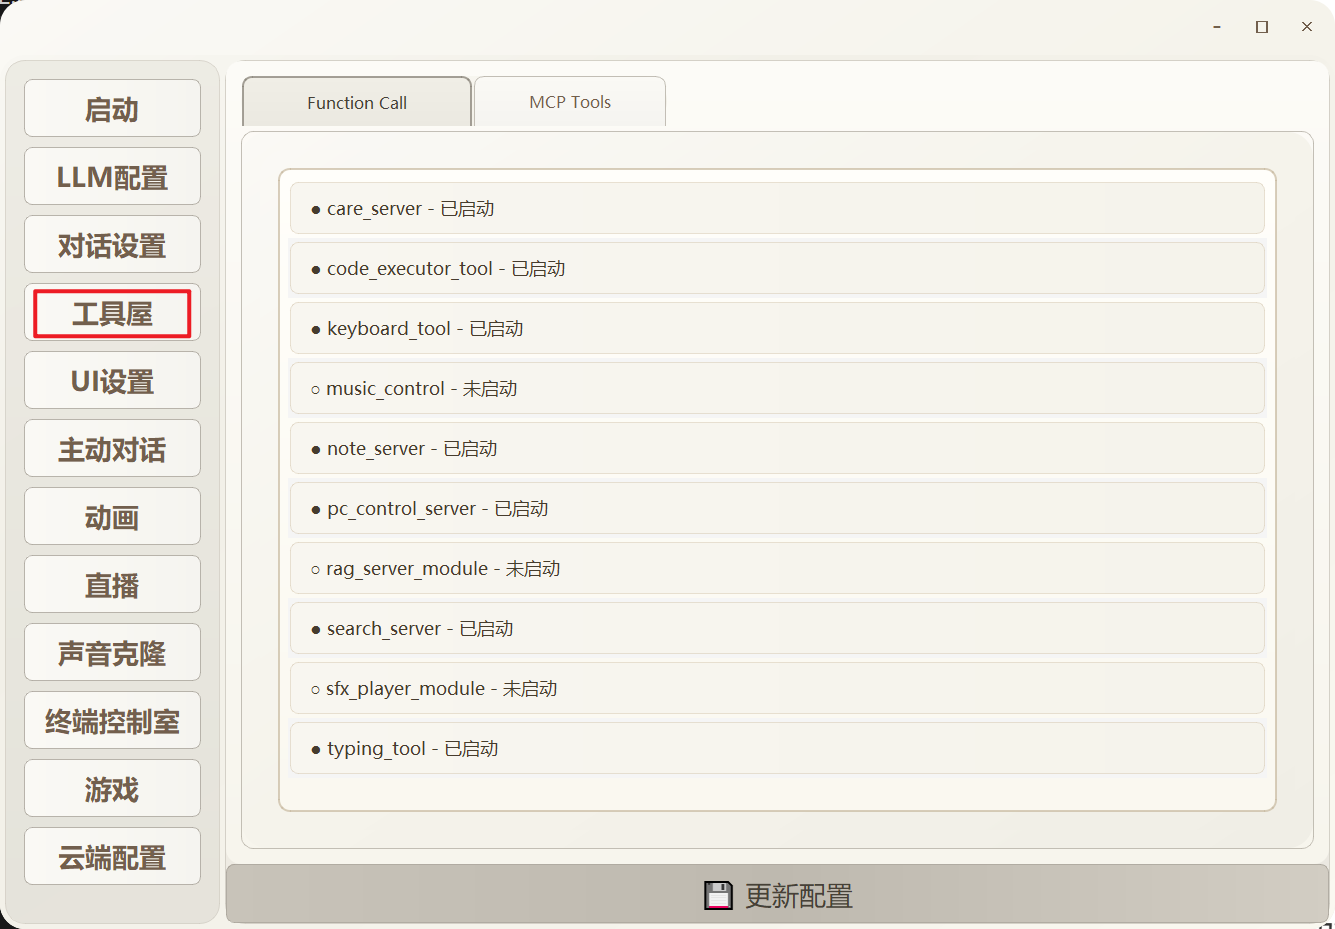 启动
LLM配置
对话设置
工具屋
UI设置
主动对话
动画
直播
声音克隆
终端控制室
游戏
云端配置
Function Call
MCP Tools
● care_server - 已启动
● code_executor_tool - 已启动
● keyboard_tool - 已启动
○ music_control - 未启动
● note_server - 已启动
● pc_control_server - 已启动
○ rag_server_module - 未启动
● search_server - 已启动
○ sfx_player_module - 未启动
● typing_tool - 已启动
💾 更新配置